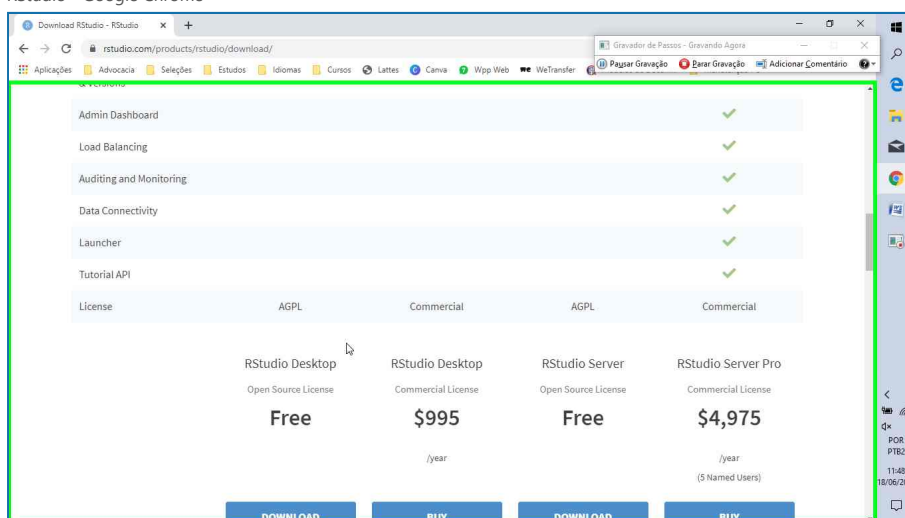 RStudio - Google Chrome
Download RStudio - RStudio
rstudio.com/products/rstudio/download/
Gravador de Passos - Gravando Agora
Pausar Gravação Parar Gravação Adicionar Comentário
Aplicações Advocacia Seleções Estudos Idiomas Cursos Lattes Canva Wpp Web WeTransfer
& Versions
Admin Dashboard
Load Balancing
Auditing and Monitoring
Data Connectivity
Launcher
Tutorial API
License AGPL Commercial AGPL Commercial
RStudio Desktop RStudio Desktop RStudio Server RStudio Server Pro
Open Source License Commercial License Open Source License Commercial License
Free $995 Free $4,975
/year /year
(5 Named Users)
DOWNLOAD BUY DOWNLOAD BUY
POR
PTB2
11:48
18/06/2